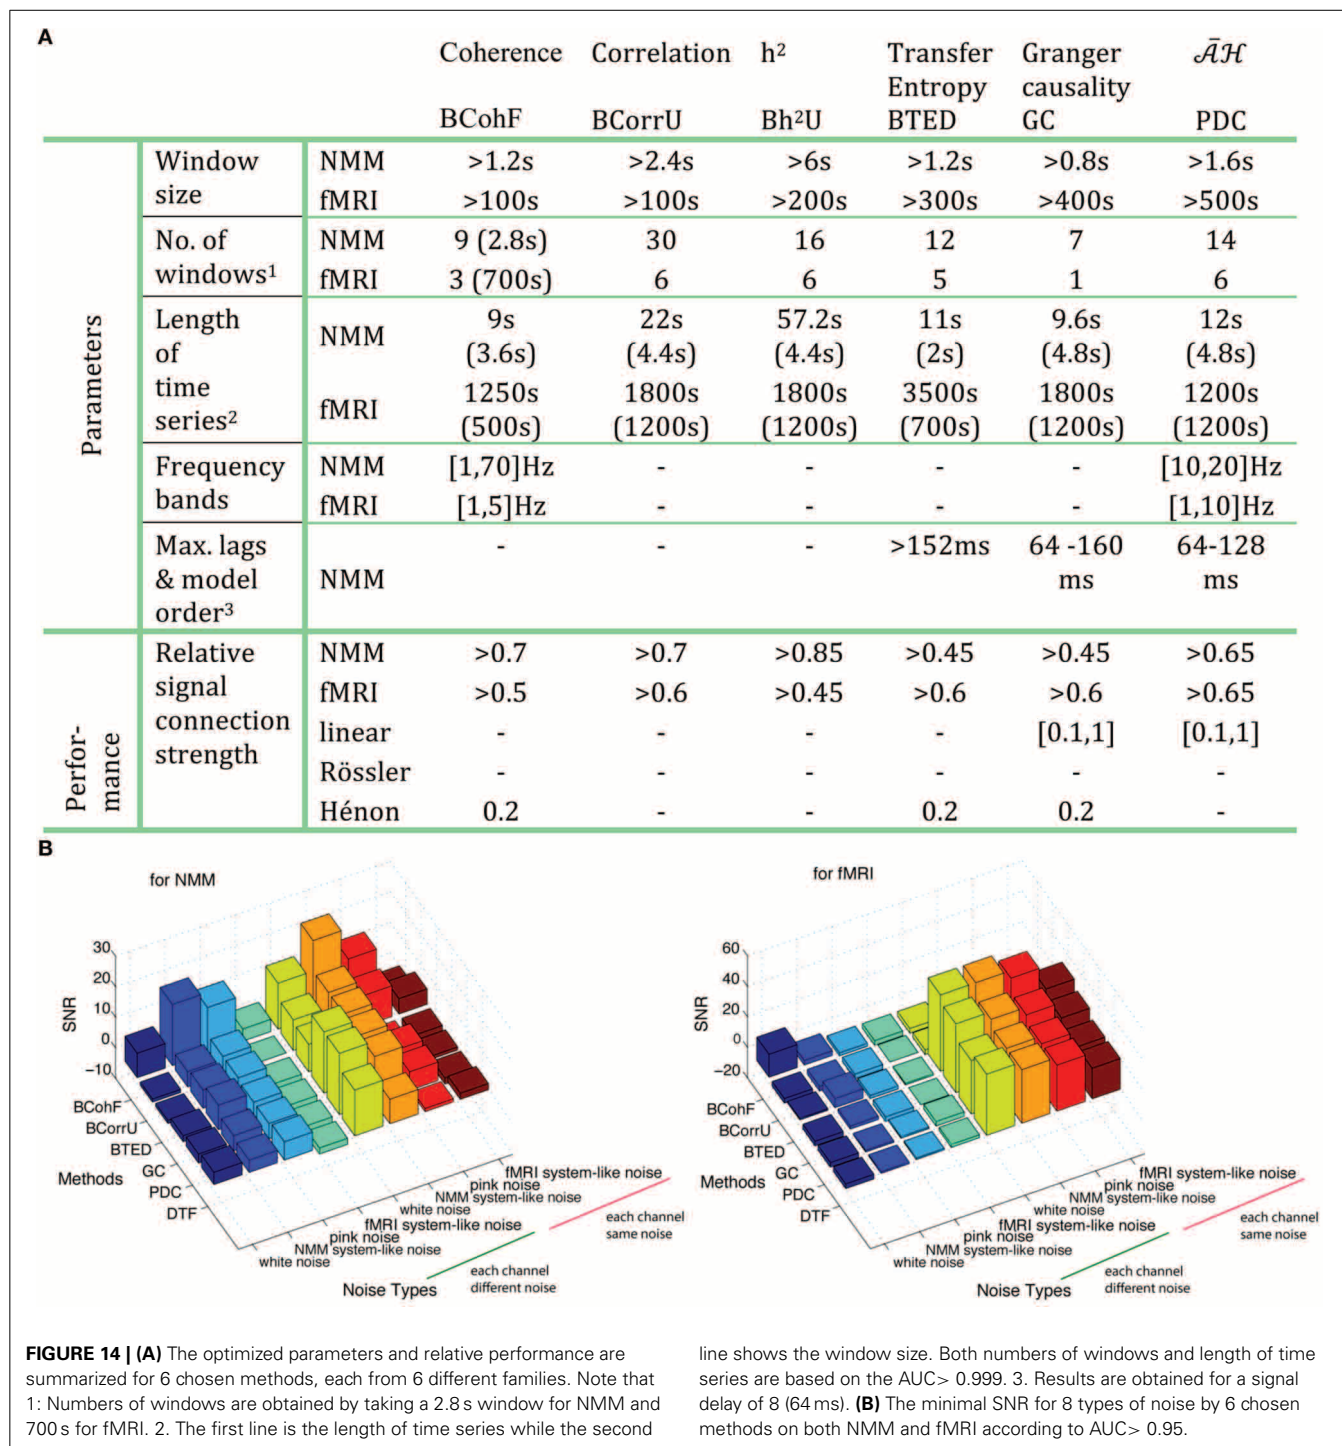 A
Coherence Correlation h² Transfer Granger 𝒜̄ℋ
Entropy causality
BCohF BCorrU Bh²U BTED GC PDC
Parameters
Window size
NMM >1.2s >2.4s >6s >1.2s >0.8s >1.6s
fMRI >100s >100s >200s >300s >400s >500s
No. of windows¹
NMM 9 (2.8s) 30 16 12 7 14
fMRI 3 (700s) 6 6 5 1 6
Length of time series²
NMM 9s 22s 57.2s 11s 9.6s 12s
(3.6s) (4.4s) (4.4s) (2s) (4.8s) (4.8s)
fMRI 1250s 1800s 1800s 3500s 1800s 1200s
(500s) (1200s) (1200s) (700s) (1200s) (1200s)
Frequency bands
NMM [1,70]Hz - - - - [10,20]Hz
fMRI [1,5]Hz - - - - [1,10]Hz
Max. lags & model order³
NMM - - - >152ms 64 -160 ms 64-128 ms
Perfor-mance
Relative signal connection strength
NMM >0.7 >0.7 >0.85 >0.45 >0.45 >0.65
fMRI >0.5 >0.6 >0.45 >0.6 >0.6 >0.65
linear - - - - [0.1,1] [0.1,1]
Rössler - - - - - -
Hénon 0.2 - - 0.2 0.2 -
B
for NMM
SNR
30
20
10
0
−10
BCohF
BCorrU
BTED
GC
PDC
DTF
Methods
fMRI system-like noise
pink noise
NMM system-like noise
white noise
fMRI system-like noise
pink noise
NMM system-like noise
white noise
each channel
same noise
each channel
different noise
Noise Types
for fMRI
SNR
60
40
20
0
−20
BCohF
BCorrU
BTED
GC
PDC
DTF
Methods
fMRI system-like noise
pink noise
NMM system-like noise
white noise
fMRI system-like noise
pink noise
NMM system-like noise
white noise
each channel
same noise
each channel
different noise
Noise Types
FIGURE 14 | (A) The optimized parameters and relative performance are
summarized for 6 chosen methods, each from 6 different families. Note that
1: Numbers of windows are obtained by taking a 2.8 s window for NMM and
700 s for fMRI. 2. The first line is the length of time series while the second
line shows the window size. Both numbers of windows and length of time
series are based on the AUC> 0.999. 3. Results are obtained for a signal
delay of 8 (64 ms). (B) The minimal SNR for 8 types of noise by 6 chosen
methods on both NMM and fMRI according to AUC> 0.95.